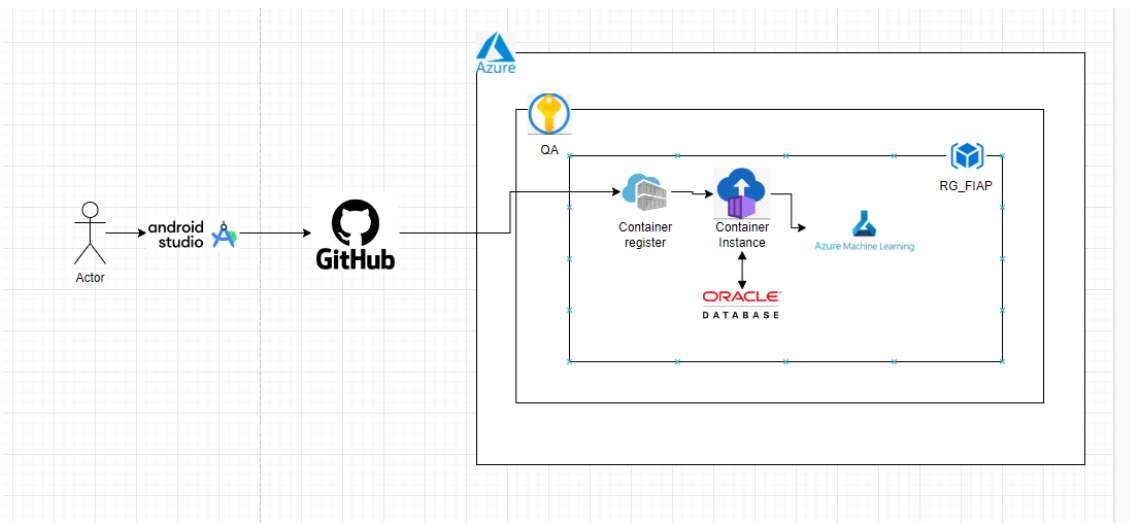 Azure
QA
RG_FIAP
Container
register
Container
Instance
Azure Machine Learning
android
studio
GitHub
Actor
ORACLE
DATABASE